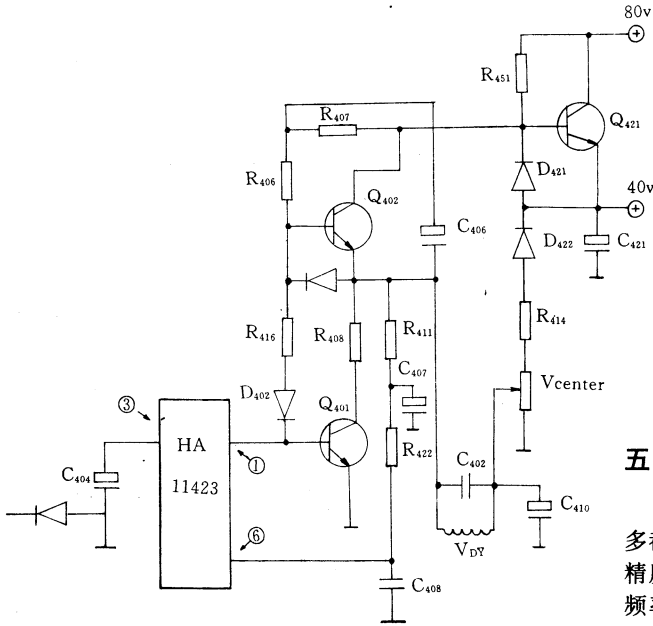 80v
R451
Q421
R407
D421
40v
R406
Q402
C406
D422
C421
R416
R408
R411
R414
C407
D402
Q401
Vcenter
③
HA
11423
①
R422
C404
C402
C410
⑥
VDY
C408
五
多
精
频率